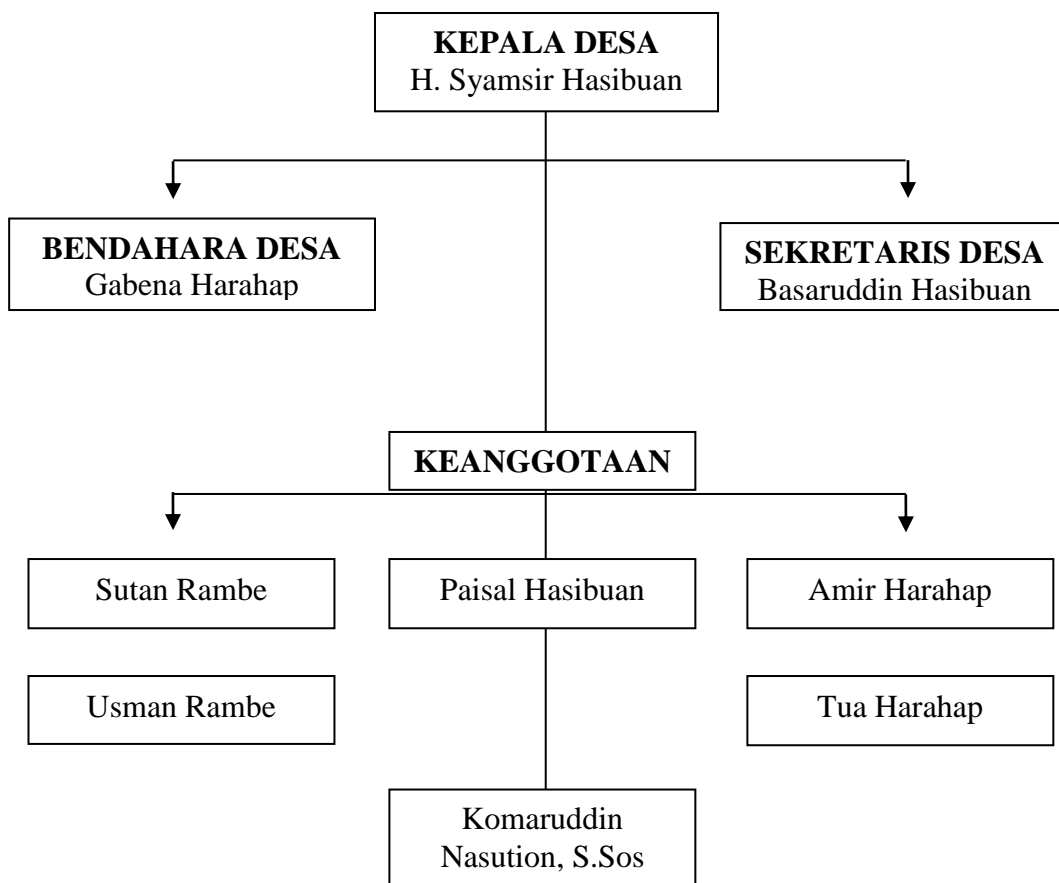 KEPALA DESA
H. Syamsir Hasibuan
BENDAHARA DESA
Gabena Harahap
SEKRETARIS DESA
Basaruddin Hasibuan
KEANGGOTAAN
Sutan Rambe
Paisal Hasibuan
Amir Harahap
Usman Rambe
Tua Harahap
Komaruddin
Nasution, S.Sos